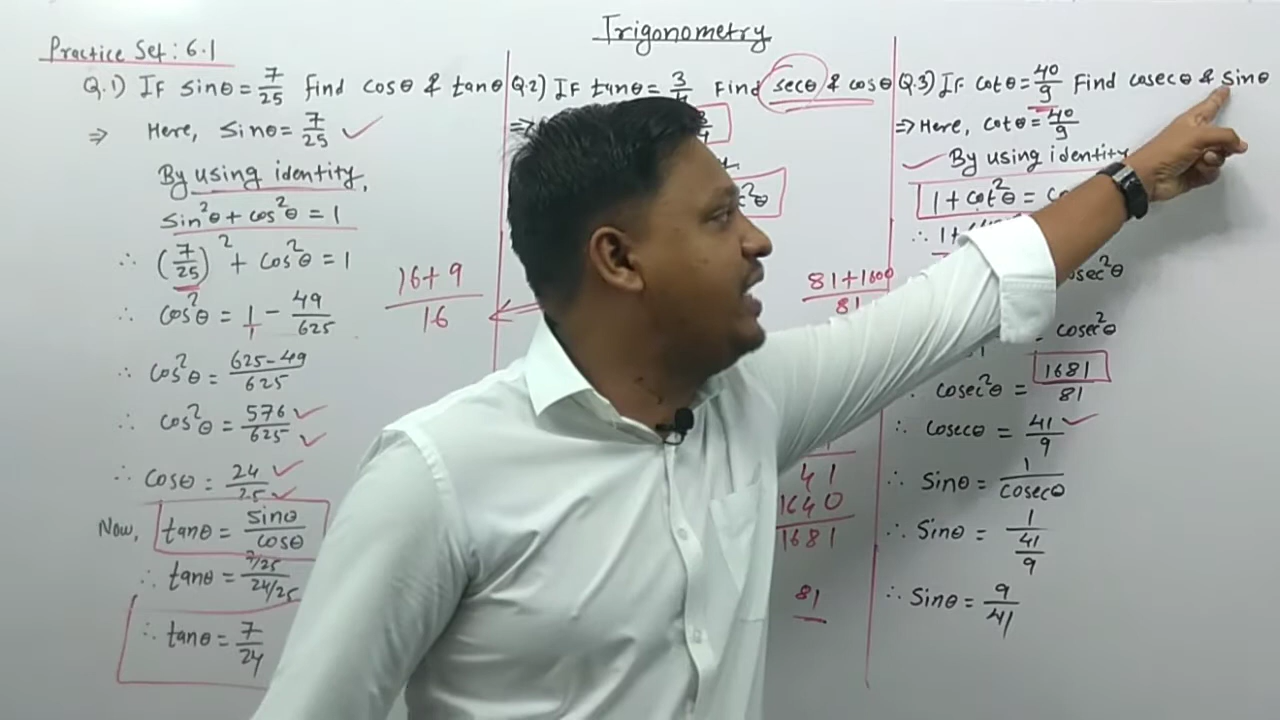 Trigonometry
Practice Set: 6.1
Q.1) If sinθ = 7/25 find cosθ & tanθ
⇒ Here, sinθ = 7/25 ✓
By using identity,
sin²θ + cos²θ = 1
∴ (7/25)² + cos²θ = 1
∴ cos²θ = 1/1 − 49/625
∴ cos²θ = 625-49/625
∴ cos²θ = 576/625
∴ cosθ = 24/25
Now, tanθ = sinθ/cosθ
∴ tanθ = 7/25/24/25
∴ tanθ = 7/24
Q.2) If tanθ = 3/ Find secθ & cosθ
⇒
²θ
16+9/16
Q.3) If cotθ = 40/9 Find cosecθ & sinθ
⇒ Here, cotθ = 40/9
✓ By using identity
1 + cot²θ =
∴ 1+
cosec²θ
81+1600/81
= cosec²θ
cosec²θ = 1681/81
∴ cosecθ = 41/9 ✓
41
1640
1681
81
∴ Sinθ = 1/cosecθ
∴ Sinθ = 1/41/9
∴ Sinθ = 9/41